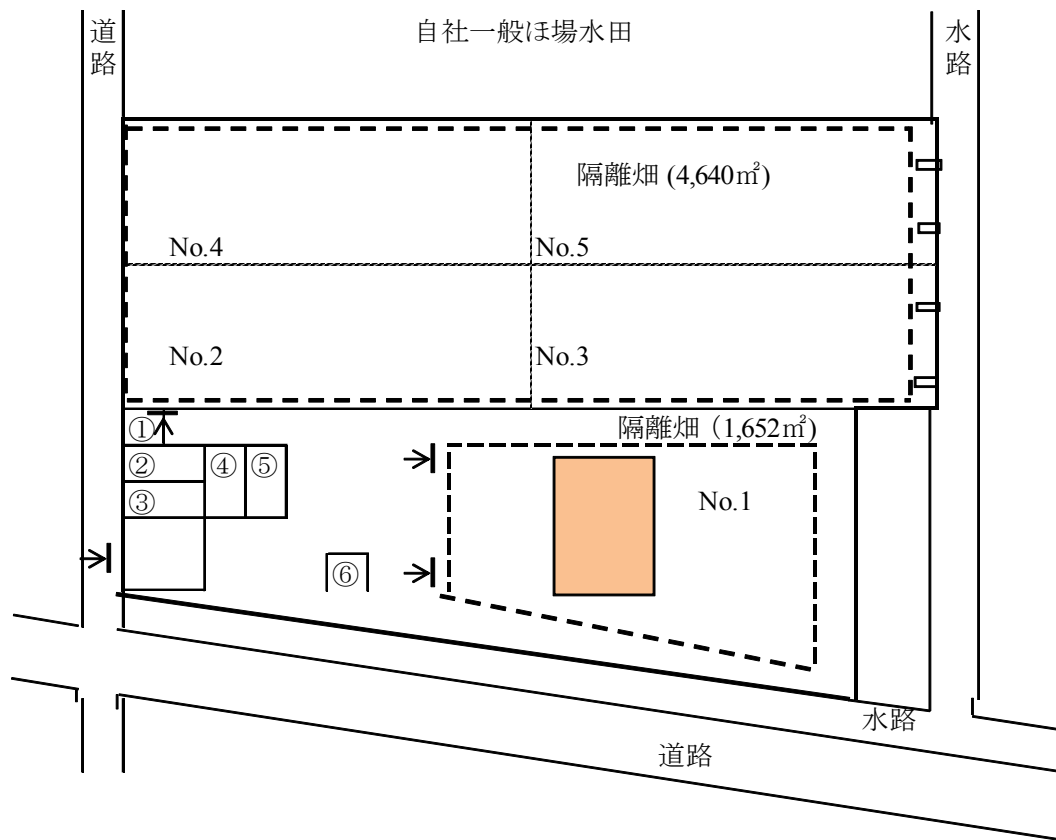 道路
自社一般ほ場水田
水路
隔離畑 (4,640㎡)
No.4
No.5
No.2
No.3
①
隔離畑（1,652㎡)
②
④
⑤
③
No.1
⑥
水路
道路